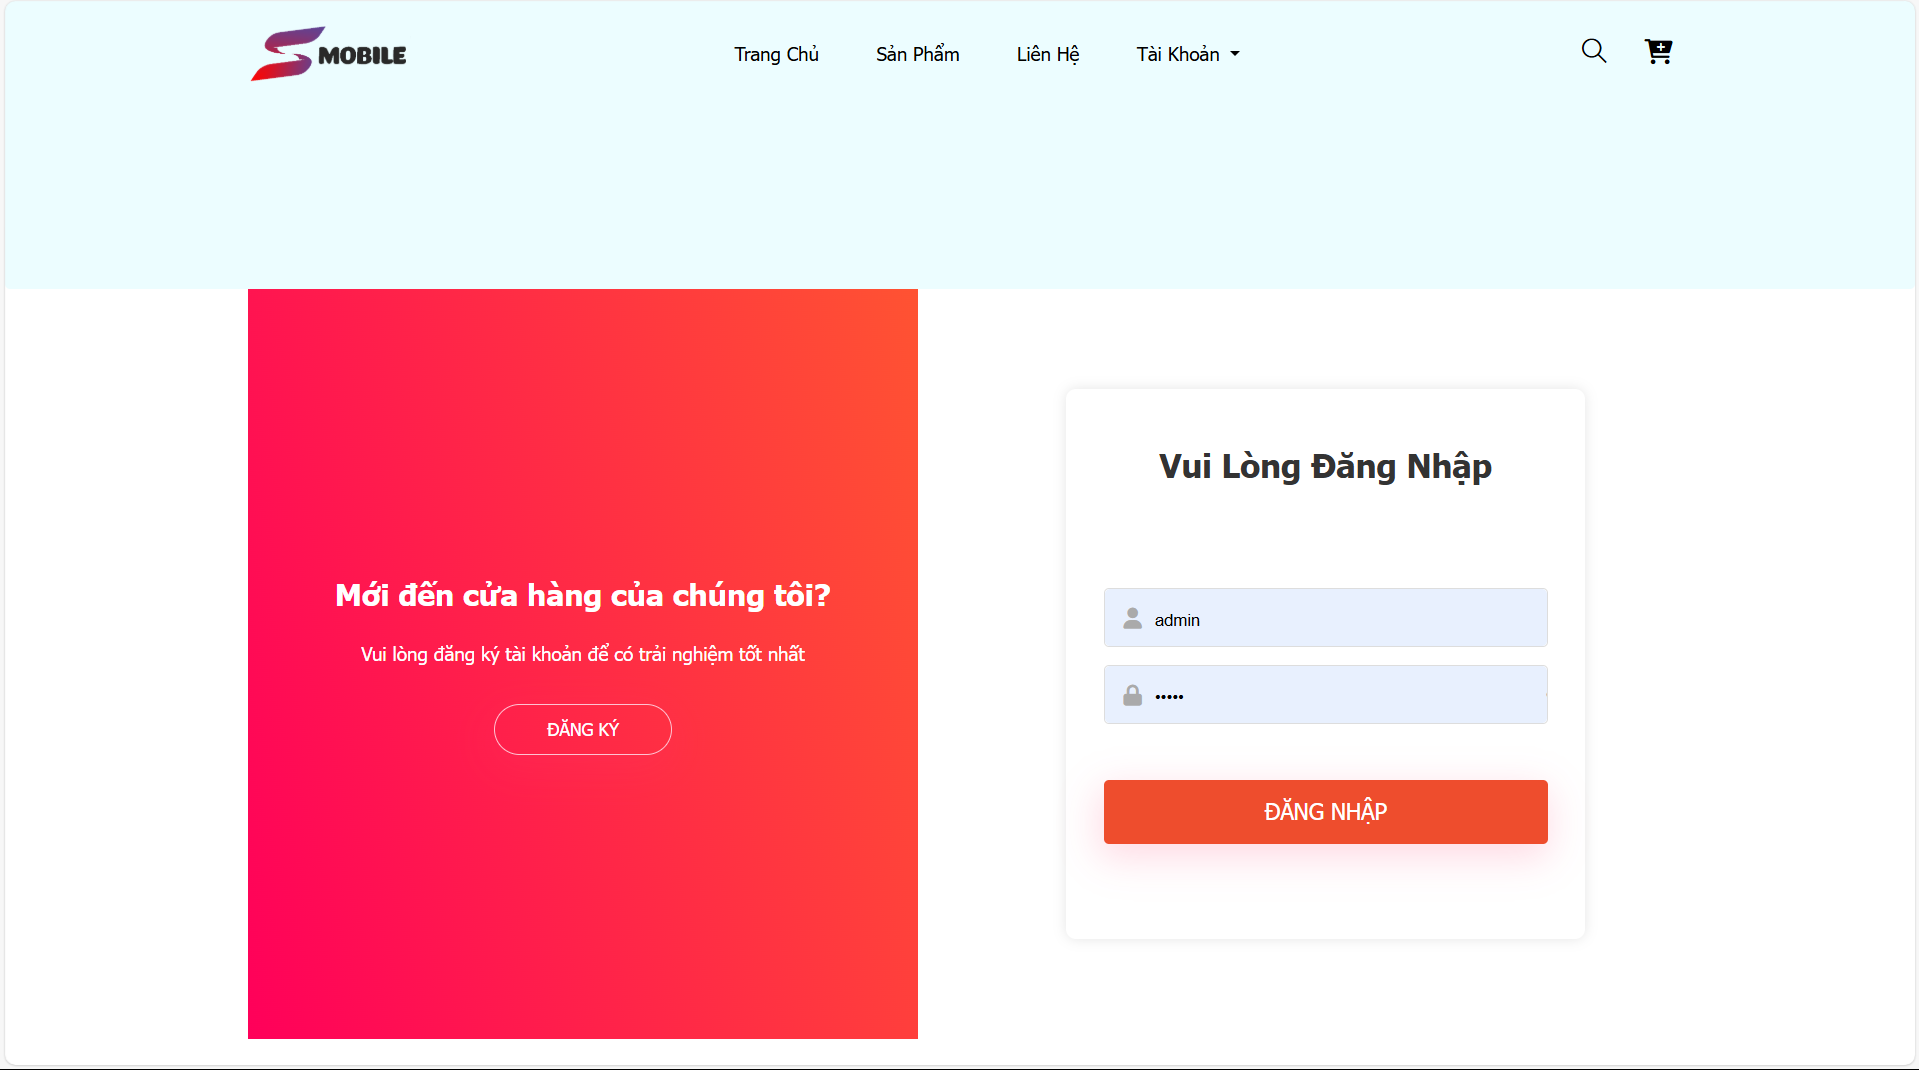 S MOBILE
Trang Chủ
Sản Phẩm
Liên Hệ
Tài Khoản
Mới đến cửa hàng của chúng tôi?
Vui lòng đăng ký tài khoản để có trải nghiệm tốt nhất
ĐĂNG KÝ
Vui Lòng Đăng Nhập
admin
•••••
ĐĂNG NHẬP